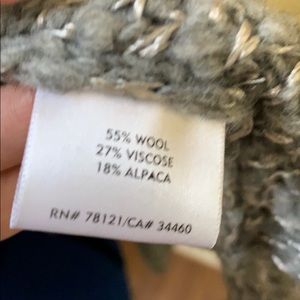 55% WOOL
27% VISCOSE
18% ALPACA
RN# 78121/CA# 34460